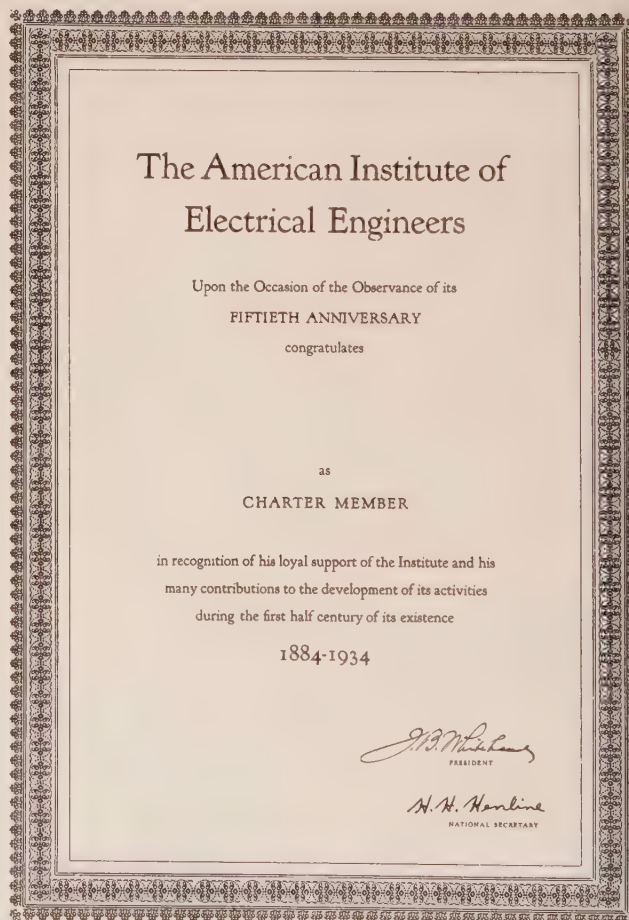 The American Institute of
Electrical Engineers
Upon the Occasion of the Observance of its
FIFTIETH ANNIVERSARY
congratulates
as
CHARTER MEMBER
in recognition of his loyal support of the Institute and his
many contributions to the development of its activities
during the first half century of its existence
1884-1934
J.B. Whitehead
PRESIDENT
H. H. Henline
NATIONAL SECRETARY